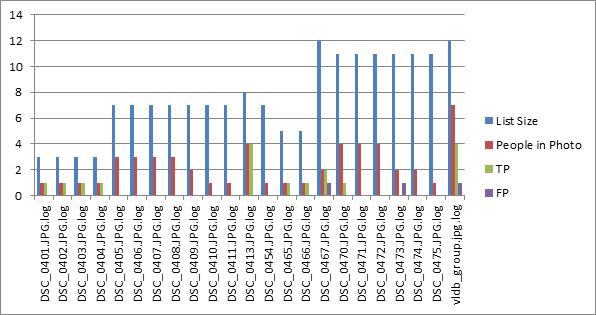 14
12
10
8
6
4
2
0
List Size
People in Photo
TP
FP
DSC_0401.JPG.log
DSC_0402.JPG.log
DSC_0403.JPG.log
DSC_0404.JPG.log
DSC_0405.JPG.log
DSC_0406.JPG.log
DSC_0407.JPG.log
DSC_0408.JPG.log
DSC_0409.JPG.log
DSC_0410.JPG.log
DSC_0411.JPG.log
DSC_0413.JPG.log
DSC_0454.JPG.log
DSC_0465.JPG.log
DSC_0466.JPG.log
DSC_0467.JPG.log
DSC_0470.JPG.log
DSC_0471.JPG.log
DSC_0472.JPG.log
DSC_0473.JPG.log
DSC_0474.JPG.log
DSC_0475.JPG.log
vldb_group.jpg.log